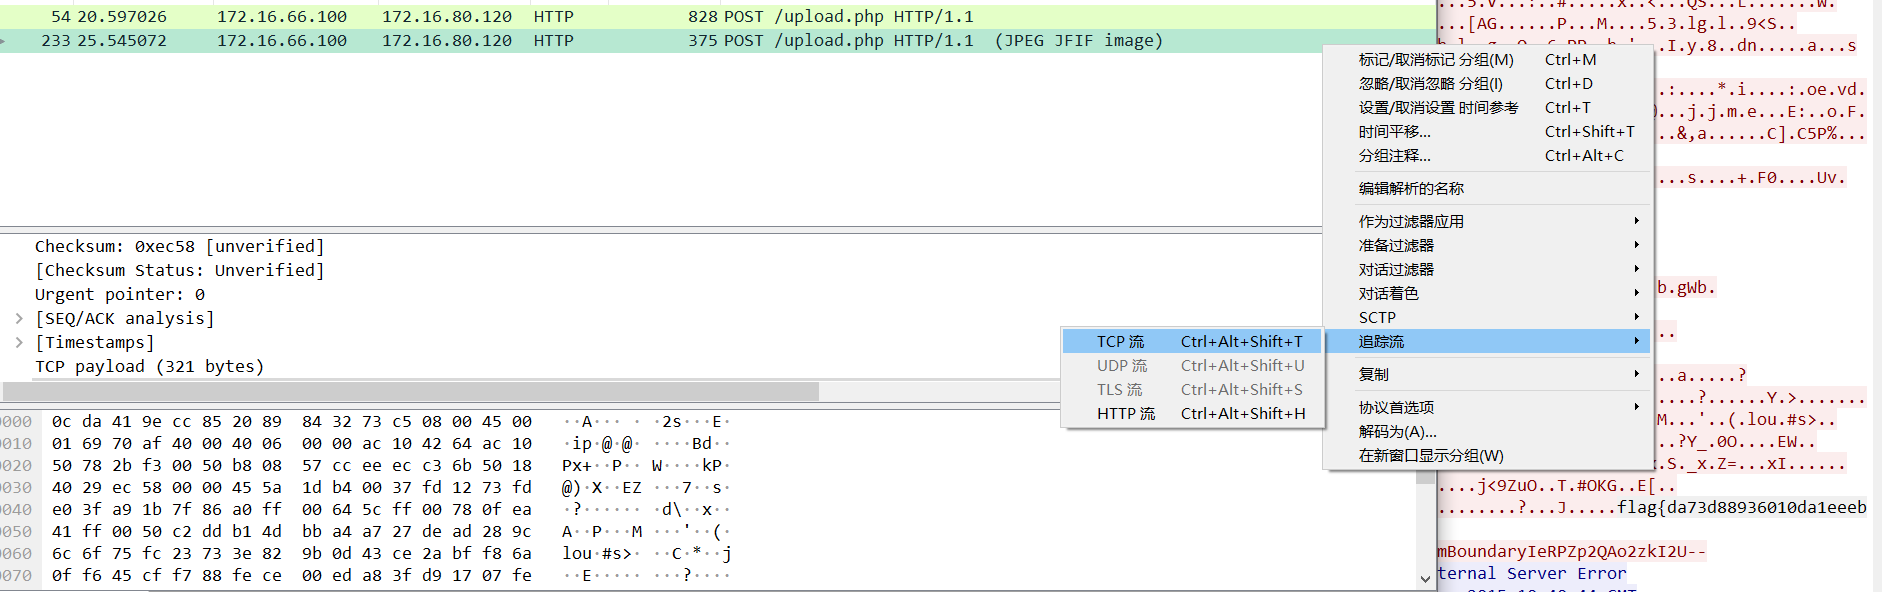 54 20.597026 172.16.66.100 172.16.80.120 HTTP 828 POST /upload.php HTTP/1.1
233 25.545072 172.16.66.100 172.16.80.120 HTTP 375 POST /upload.php HTTP/1.1 (JPEG JFIF image)
Checksum: 0xec58 [unverified]
[Checksum Status: Unverified]
Urgent pointer: 0
[SEQ/ACK analysis]
[Timestamps]
TCP payload (321 bytes)
0000 0c da 41 9e cc 85 20 89 84 32 73 c5 08 00 45 00 ··A··· · ·2s···E·
0010 01 69 70 af 40 00 40 06 00 00 ac 10 42 64 ac 10 ·ip·@·@· ····Bd··
0020 50 78 2b f3 00 50 b8 08 57 cc ee ec c3 6b 50 18 Px+··P·· W····kP·
0030 40 29 ec 58 00 00 45 5a 1d b4 00 37 fd 12 73 fd @)·X··EZ ···7··s·
0040 e0 3f a9 1b 7f 86 a0 ff 00 64 5c ff 00 78 0f ea ·?······ ·d\··x··
0050 41 ff 00 50 c2 dd b1 4d bb a4 a7 27 de ad 28 9c A··P···M ···'··(·
0060 6c 6f 75 fc 23 73 3e 82 9b 0d 43 ce 2a bf f8 6a lou·#s>· ··C·*··j
0070 0f f6 45 cf f7 88 fe ce 00 ed a8 3f d9 17 07 fe ··E····· ···?····
标记/取消标记 分组(M) Ctrl+M
忽略/取消忽略 分组(I) Ctrl+D
设置/取消设置 时间参考 Ctrl+T
时间平移... Ctrl+Shift+T
分组注释... Ctrl+Alt+C
编辑解析的名称
作为过滤器应用
准备过滤器
对话过滤器
对话着色
SCTP
追踪流
复制
协议首选项
解码为(A)...
在新窗口显示分组(W)
TCP 流 Ctrl+Alt+Shift+T
UDP 流 Ctrl+Alt+Shift+U
TLS 流 Ctrl+Alt+Shift+S
HTTP 流 Ctrl+Alt+Shift+H
...[AG......P...M....5.3.lg.l..9<S..
.:....*.i....:.oe.vd.
...j.j.m.e...E:..o.F.
..&,a......C].C5P%...
...s....+.F0....Uv.
b.gWb.
..
..a.....?
....?......Y.>.......
M...'..(.lou.#s>..
..?Y_.0O....EW..
.S._x.Z=...xI......
....j<9ZuO..T.#OKG..E[..
........?...J.....flag{da73d88936010da1eeeb
mBoundaryIeRPZp2QAo2zkI2U--
ternal Server Error